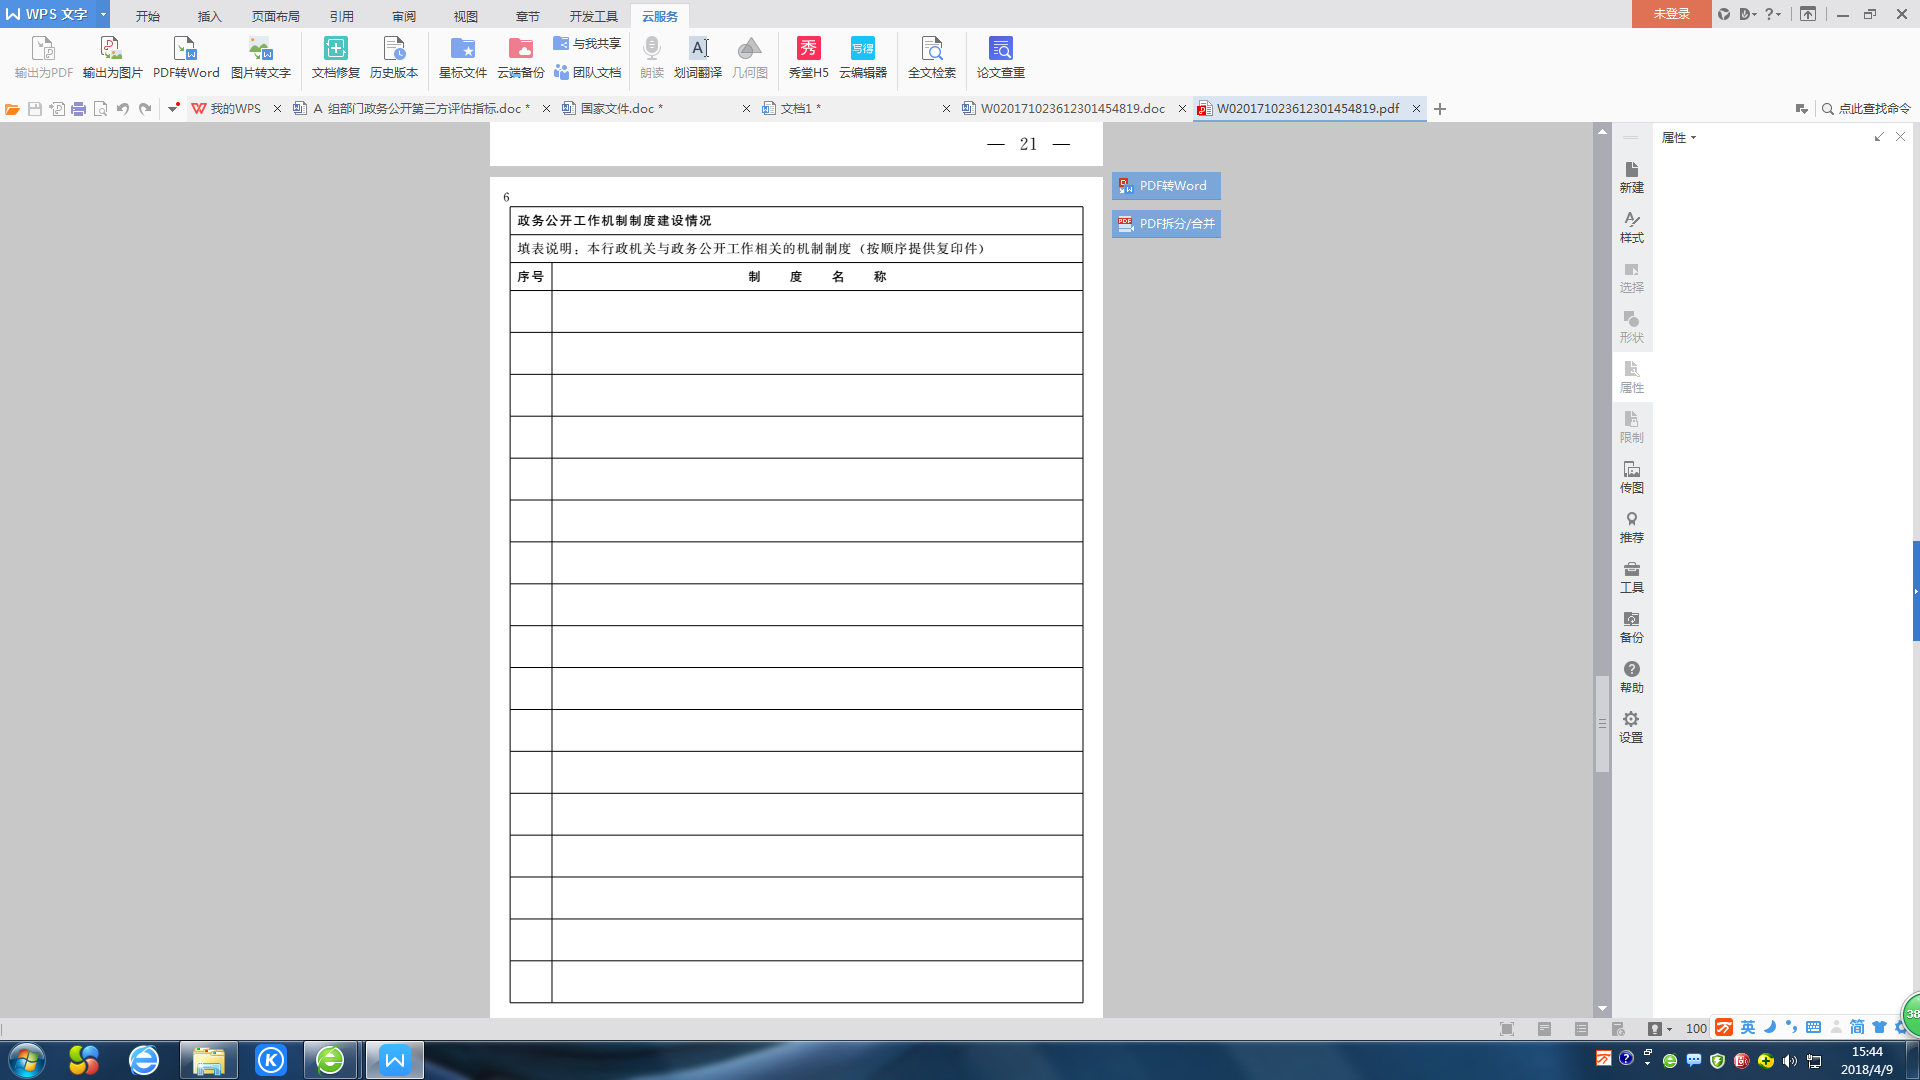 WPS 文字
开始 插入 页面布局 引用 审阅 视图 章节 开发工具 云服务
未登录
输出为PDF 输出为图片 PDF转Word 图片转文字 文档修复 历史版本 星标文件 云端备份 与我共享 团队文档 朗读 划词翻译 几何图 秀堂H5 云编辑器 全文检索 论文查重
我的WPS A 组部门政务公开第三方评估指标.doc * 国家文件.doc * 文档1 * W020171023612301454819.doc W020171023612301454819.pdf 点此查找命令
— 21 —
6
政务公开工作机制制度建设情况
填表说明：本行政机关与政务公开工作相关的机制制度（按顺序提供复印件）
序号 制 度 名 称
PDF转Word
PDF拆分/合并
属性
新建
样式
选择
形状
属性
限制
传图
推荐
工具
备份
帮助
设置
100
英 简
38
15:44
2018/4/9